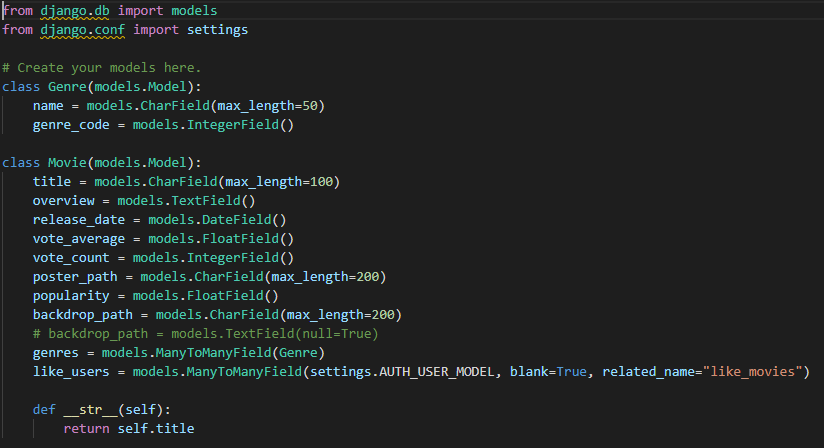 from django.db import models
from django.conf import settings

# Create your models here.
class Genre(models.Model):
    name = models.CharField(max_length=50)
    genre_code = models.IntegerField()

class Movie(models.Model):
    title = models.CharField(max_length=100)
    overview = models.TextField()
    release_date = models.DateField()
    vote_average = models.FloatField()
    vote_count = models.IntegerField()
    poster_path = models.CharField(max_length=200)
    popularity = models.FloatField()
    backdrop_path = models.CharField(max_length=200)
    # backdrop_path = models.TextField(null=True)
    genres = models.ManyToManyField(Genre)
    like_users = models.ManyToManyField(settings.AUTH_USER_MODEL, blank=True, related_name="like_movies")

    def __str__(self):
        return self.title